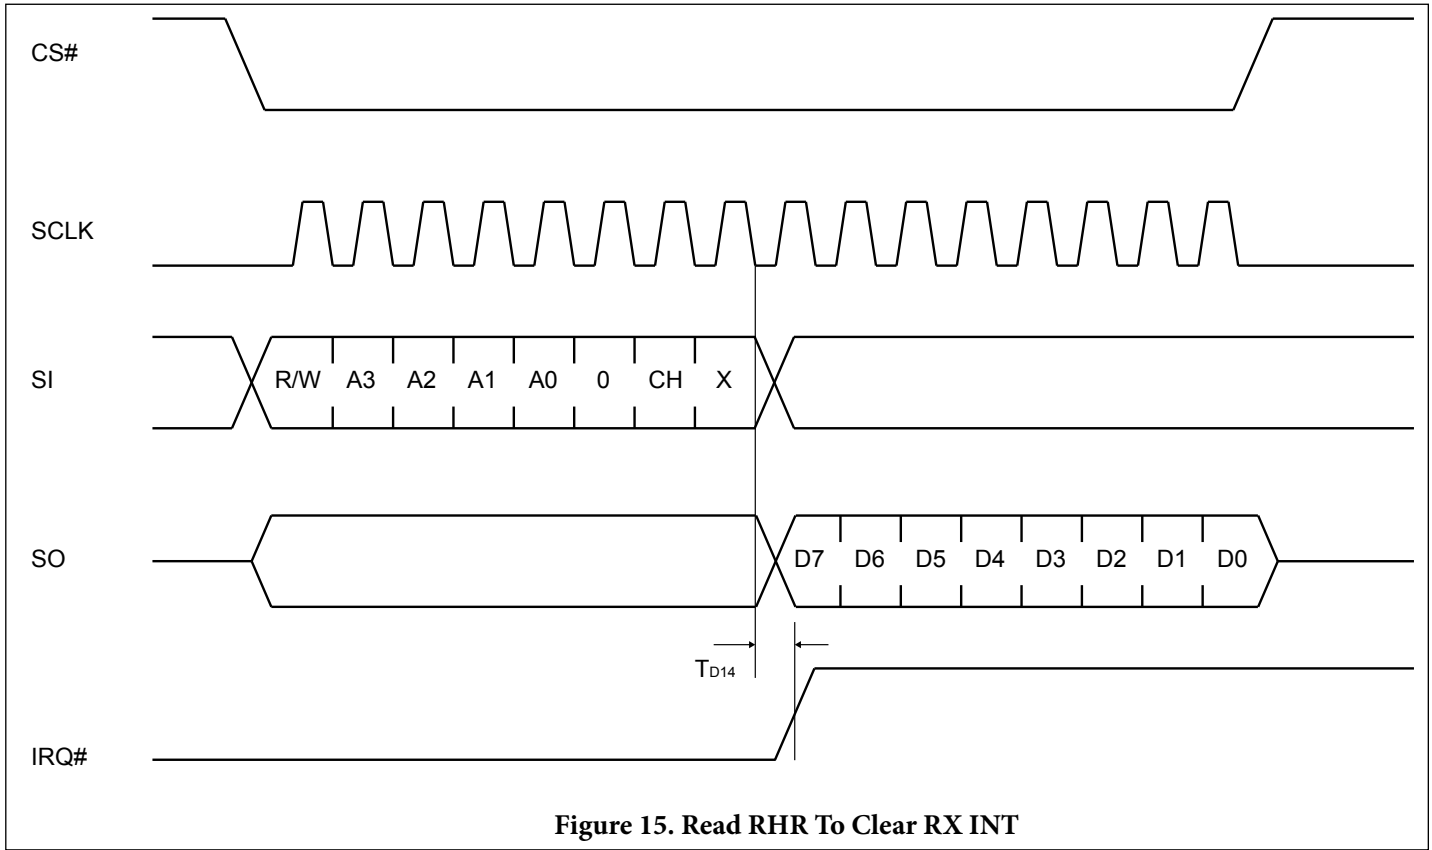 CS#
SCLK
SI
R/W A3 A2 A1 A0 0 CH X
SO
D7 D6 D5 D4 D3 D2 D1 D0
TD14
IRQ#
Figure 15. Read RHR To Clear RX INT